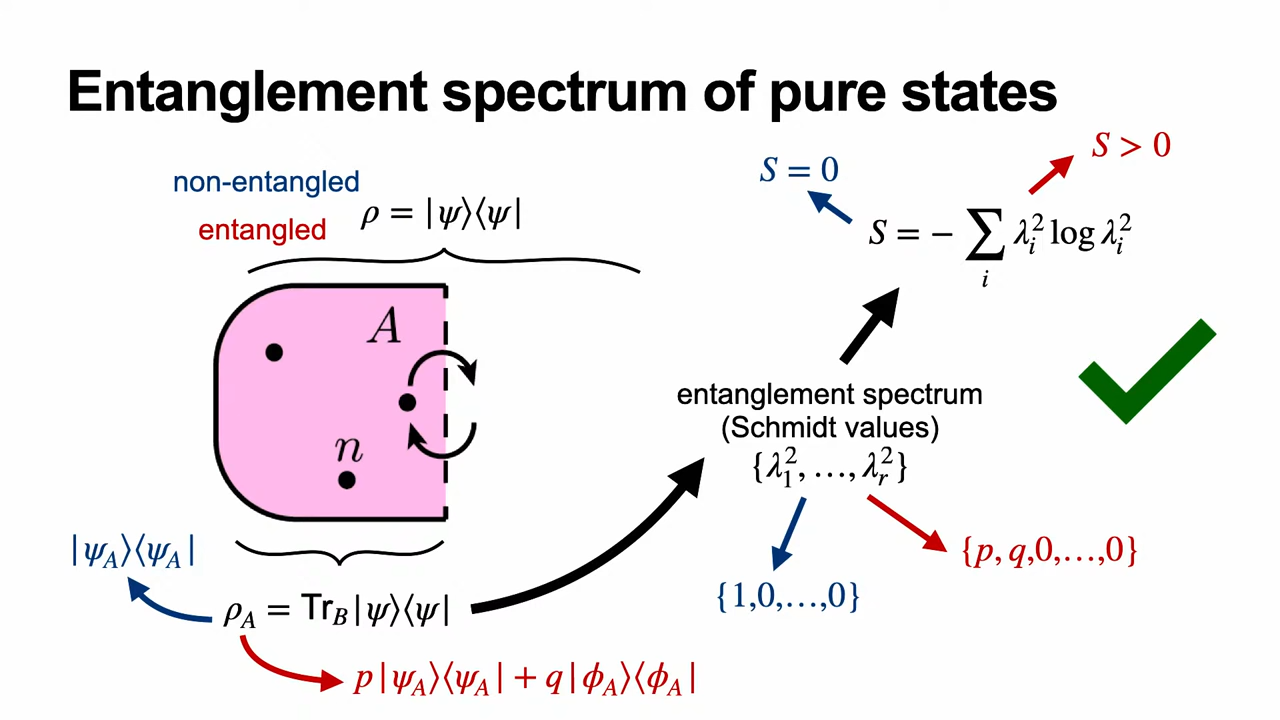 Entanglement spectrum of pure states
non-entangled
entangled
ρ = |ψ⟩⟨ψ|
S = 0
S > 0
S = − ∑ᵢ λᵢ² log λᵢ²
A
n
entanglement spectrum
(Schmidt values)
{λ₁², …, λᵣ²}
|ψ_A⟩⟨ψ_A|
{p, q,0,…,0}
{1,0,…,0}
ρ_A = Tr_B|ψ⟩⟨ψ|
p|ψ_A⟩⟨ψ_A| + q|ϕ_A⟩⟨ϕ_A|